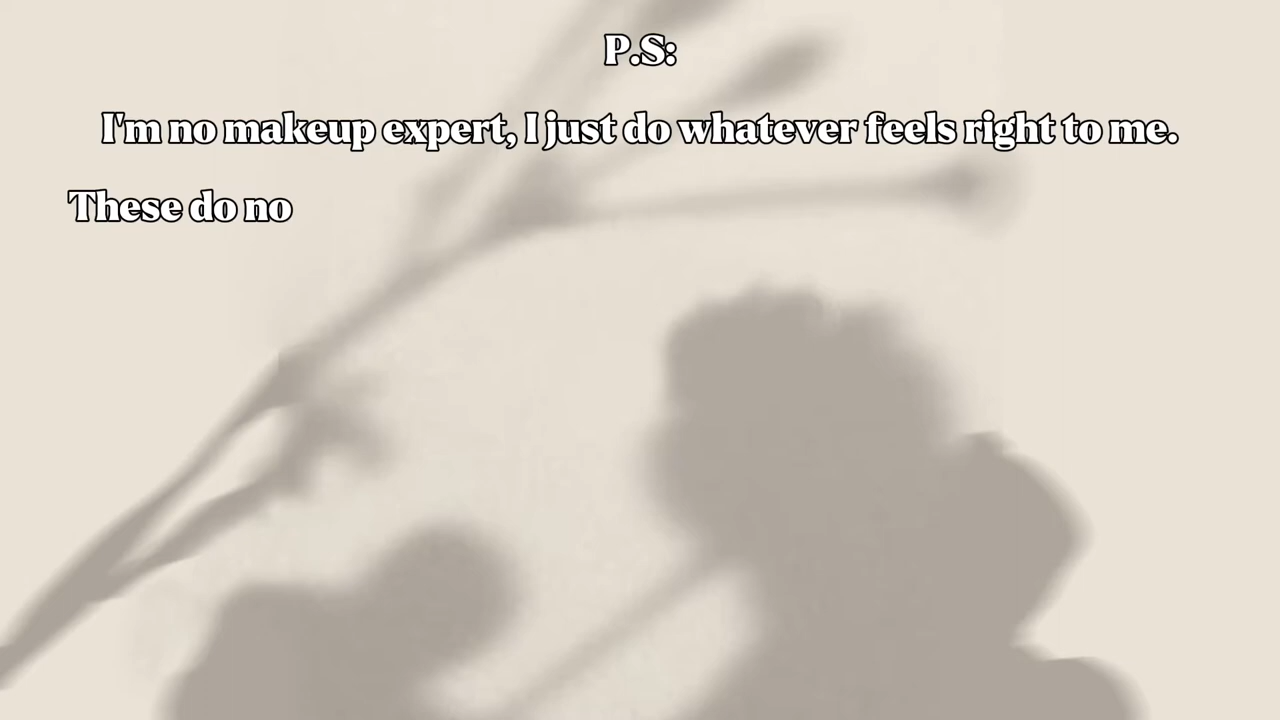 P.S:
I'm no makeup expert, I just do whatever feels right to me.
These do no